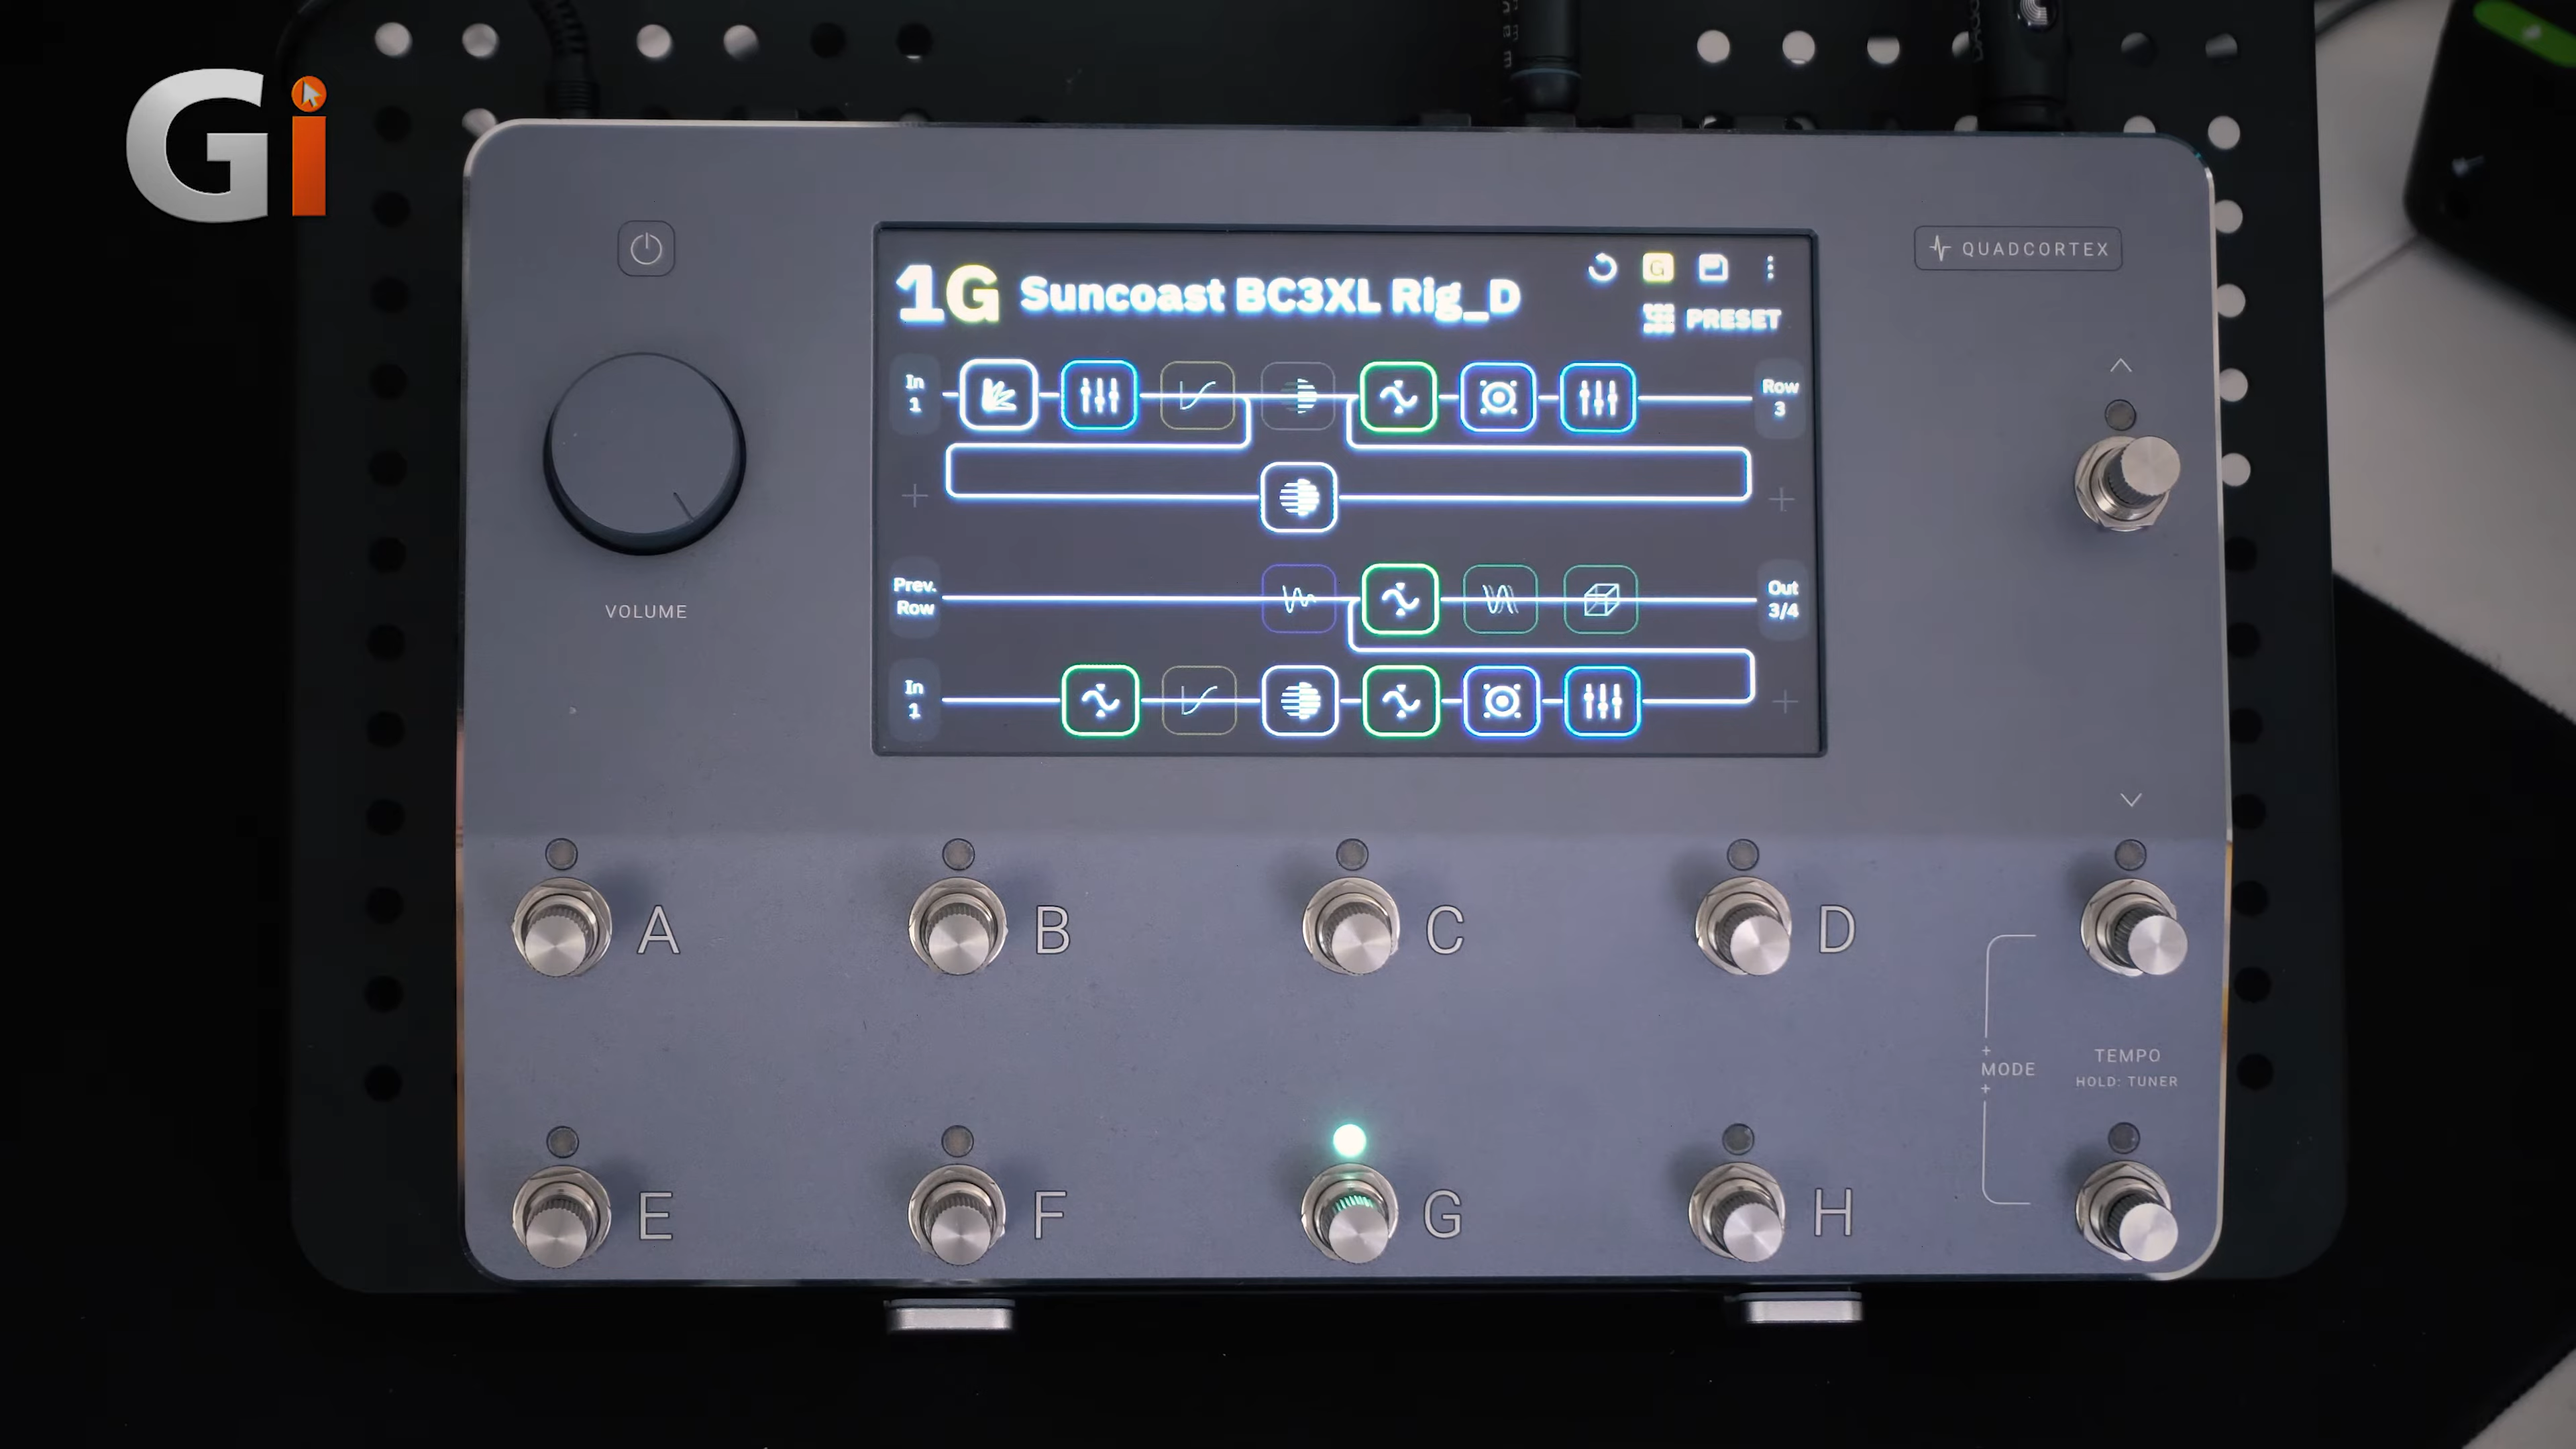 Gi
QUADCORTEX
1G Suncoast BC3XL Rig_D
G
PRESET
In
1
Row
3
Prev.
Row
Out
3/4
In
1
VOLUME
A
B
C
D
MODE
TEMPO
HOLD: TUNER
E
F
G
H